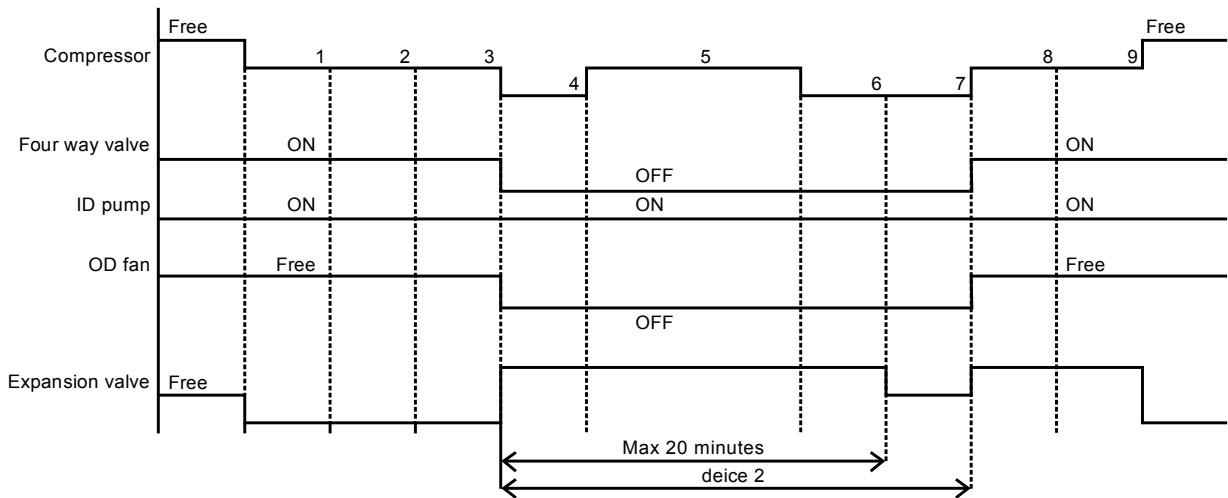 Free Free
Compressor 1 2 3 4 5 6 7 8 9
Four way valve ON OFF ON
ID pump ON ON ON
OD fan Free OFF Free
Expansion valve Free
Max 20 minutes
deice 2